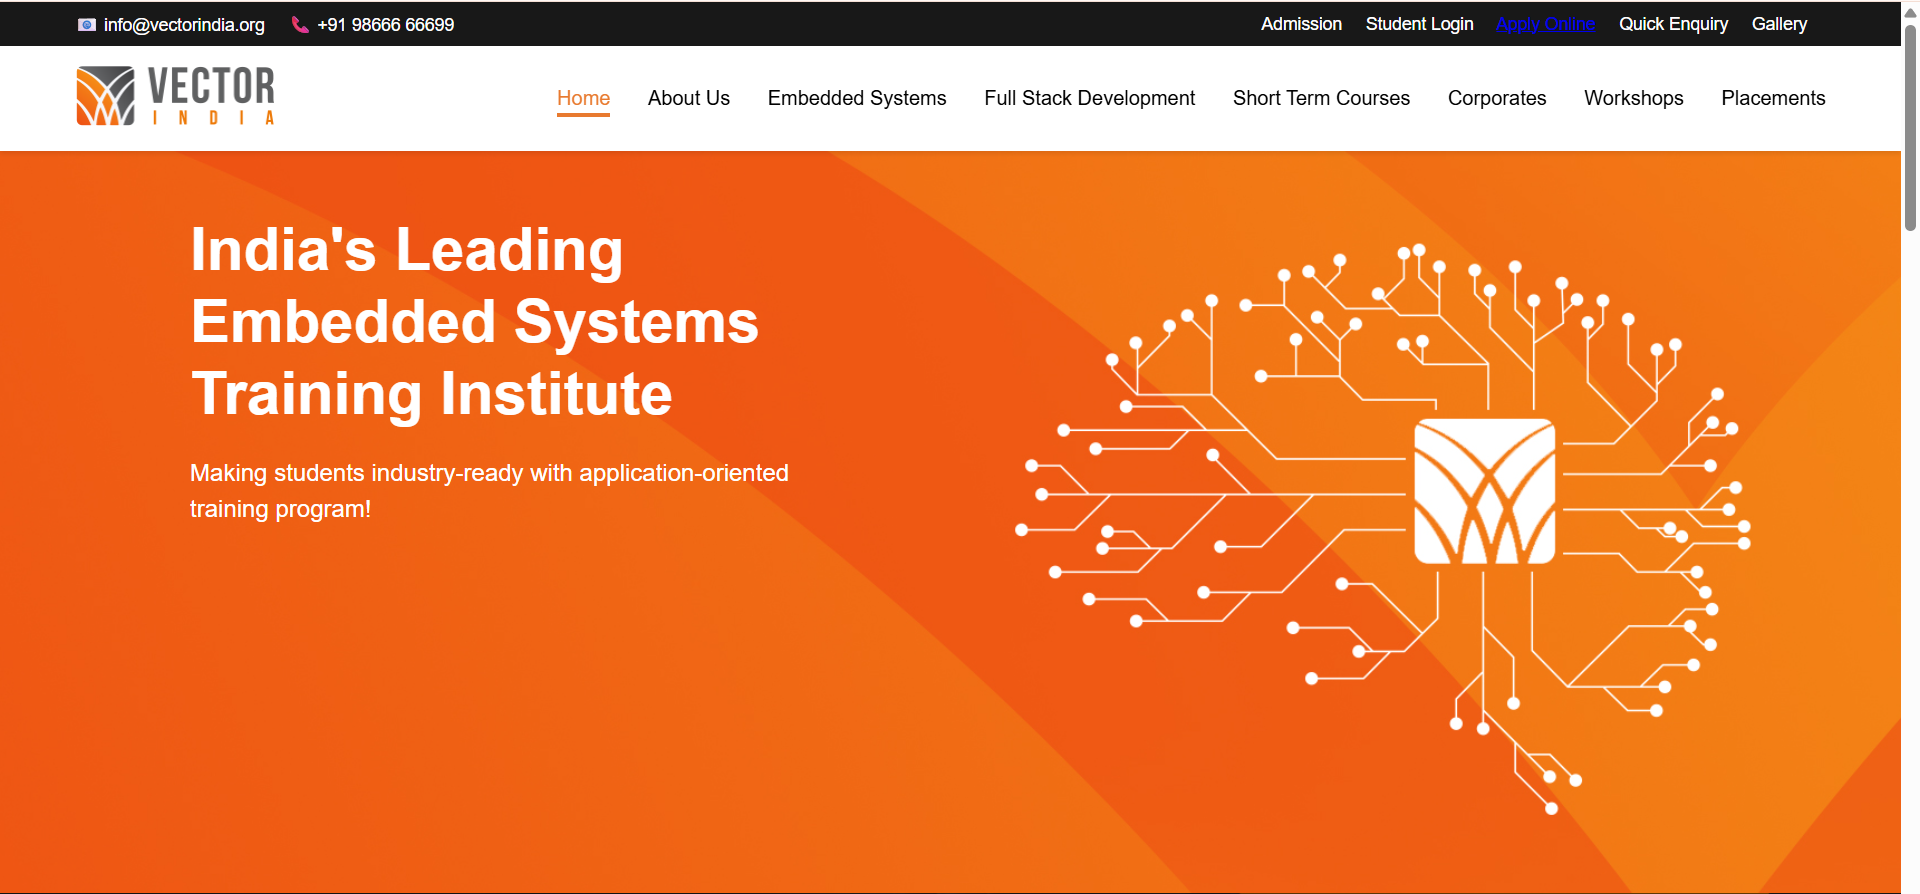 info@vectorindia.org +91 98666 66699 Admission Student Login Apply Online Quick Enquiry Gallery
VECTOR
INDIA
Home About Us Embedded Systems Full Stack Development Short Term Courses Corporates Workshops Placements
India's Leading
Embedded Systems
Training Institute
Making students industry-ready with application-oriented
training program!